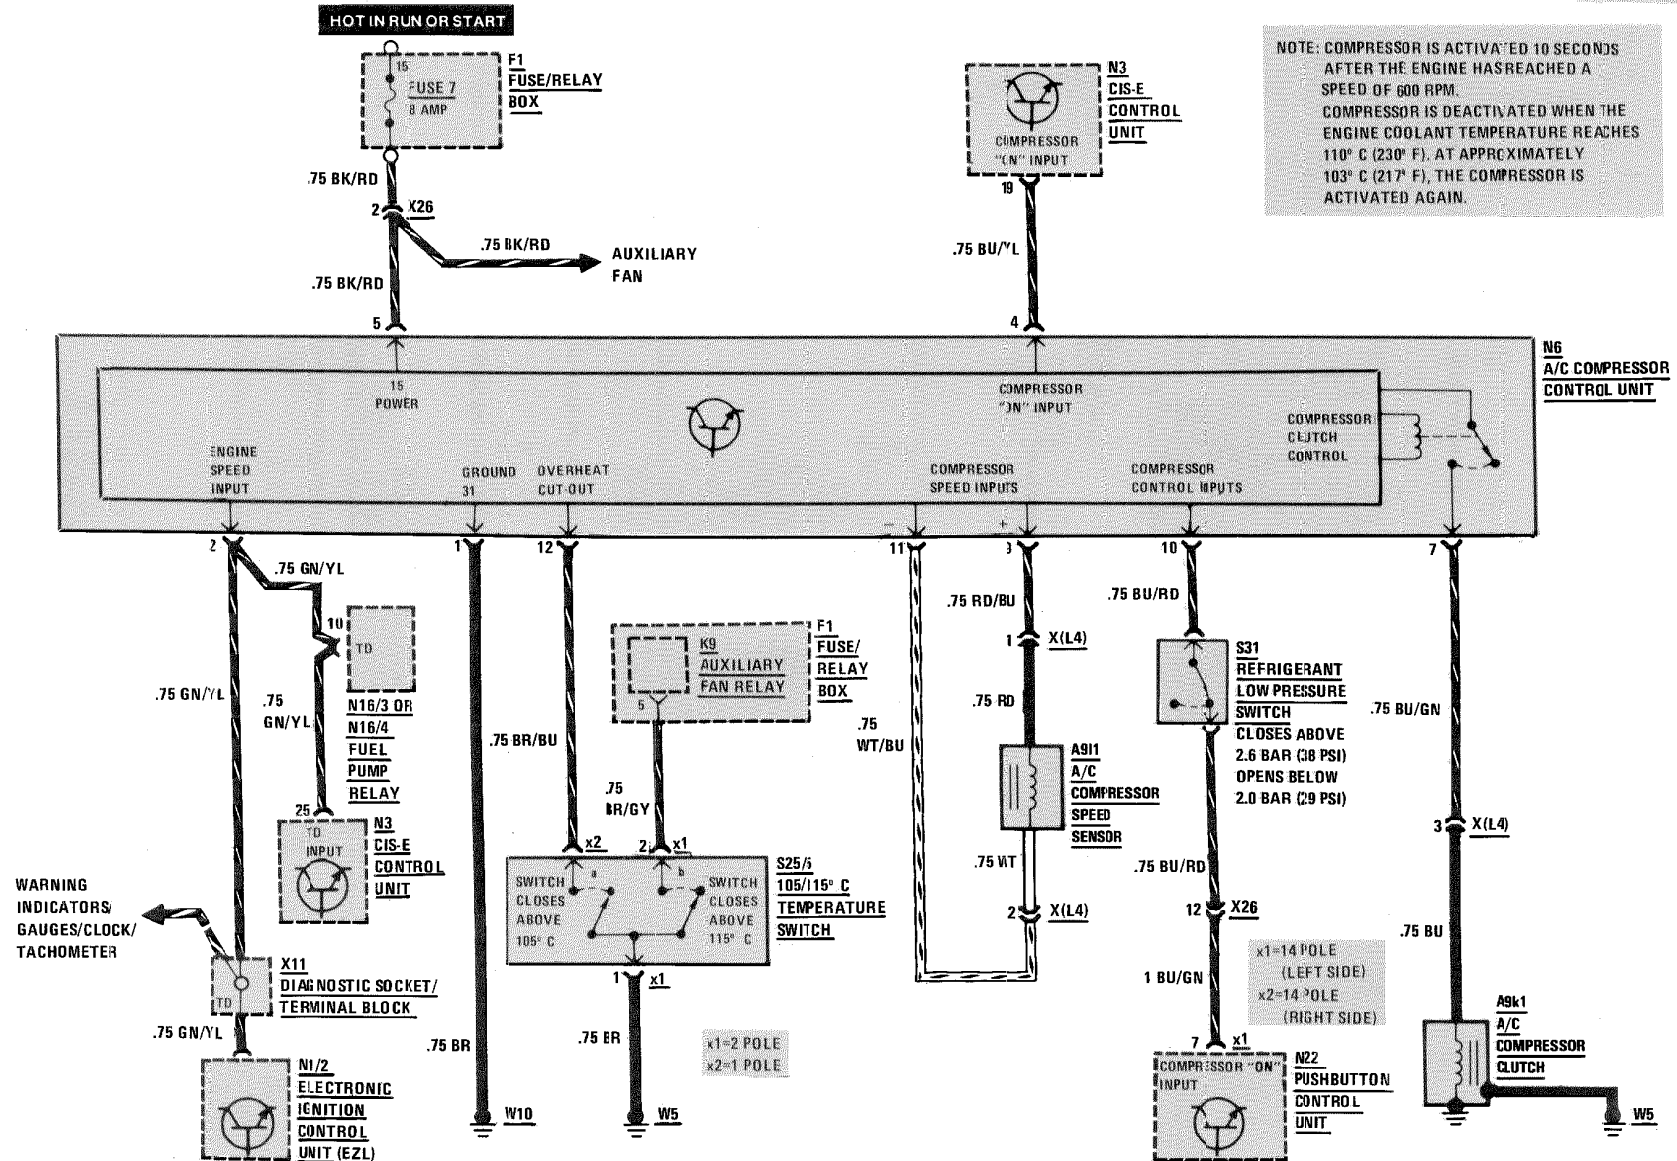 HOT IN RUN OR START
15
FUSE 7
8 AMP
F1
FUSE/RELAY
BOX
.75 BK/RD
2
X26
.75 BK/RD
AUXILIARY
FAN
.75 BK/RD
5
COMPRESSOR
"ON" INPUT
N3
CIS-E
CONTROL
UNIT
19
.75 BU/YL
4
NOTE: COMPRESSOR IS ACTIVATED 10 SECONDS
AFTER THE ENGINE HAS REACHED A
SPEED OF 600 RPM.
COMPRESSOR IS DEACTIVATED WHEN THE
ENGINE COOLANT TEMPERATURE REACHES
110° C (230° F). AT APPROXIMATELY
103° C (217° F), THE COMPRESSOR IS
ACTIVATED AGAIN.
N6
A/C COMPRESSOR
CONTROL UNIT
15
POWER
COMPRESSOR
"ON" INPUT
COMPRESSOR
CLUTCH
CONTROL
ENGINE
SPEED
INPUT
GROUND
31
OVERHEAT
CUT-OUT
COMPRESSOR
SPEED INPUTS
COMPRESSOR
CONTROL INPUTS
–
+
2
1
12
11
9
10
7
.75 GN/YL
10
TD
N16/3 OR
N16/4
FUEL
PUMP
RELAY
.75 GN/YL
.75
GN/YL
25
TD
INPUT
N3
CIS-E
CONTROL
UNIT
WARNING
INDICATORS/
GAUGES/CLOCK/
TACHOMETER
TD
X11
DIAGNOSTIC SOCKET/
TERMINAL BLOCK
.75 GN/YL
N1/2
ELECTRONIC
IGNITION
CONTROL
UNIT (EZL)
.75 BR
W10
.75 BR/BU
K9
AUXILIARY
FAN RELAY
5
F1
FUSE/
RELAY
BOX
.75
BR/GY
x2
2
x1
a
b
SWITCH
CLOSES
ABOVE
105° C
SWITCH
CLOSES
ABOVE
115° C
S25/6
105/115° C
TEMPERATURE
SWITCH
1
x1
.75 BR
W5
x1=2 POLE
x2=1 POLE
.75
WT/BU
.75 RD/BU
1
X(L4)
.75 RD
A9l1
A/C
COMPRESSOR
SPEED
SENSOR
.75 WT
2
X(L4)
.75 BU/RD
S31
REFRIGERANT
LOW PRESSURE
SWITCH
CLOSES ABOVE
2.6 BAR (38 PSI)
OPENS BELOW
2.0 BAR (29 PSI)
.75 BU/RD
12
X26
1 BU/GN
x1=14 POLE
(LEFT SIDE)
x2=14 POLE
(RIGHT SIDE)
7
x1
COMPRESSOR "ON"
INPUT
N22
PUSHBUTTON
CONTROL
UNIT
.75 BU/GN
3
X(L4)
.75 BU
A9k1
A/C
COMPRESSOR
CLUTCH
W5